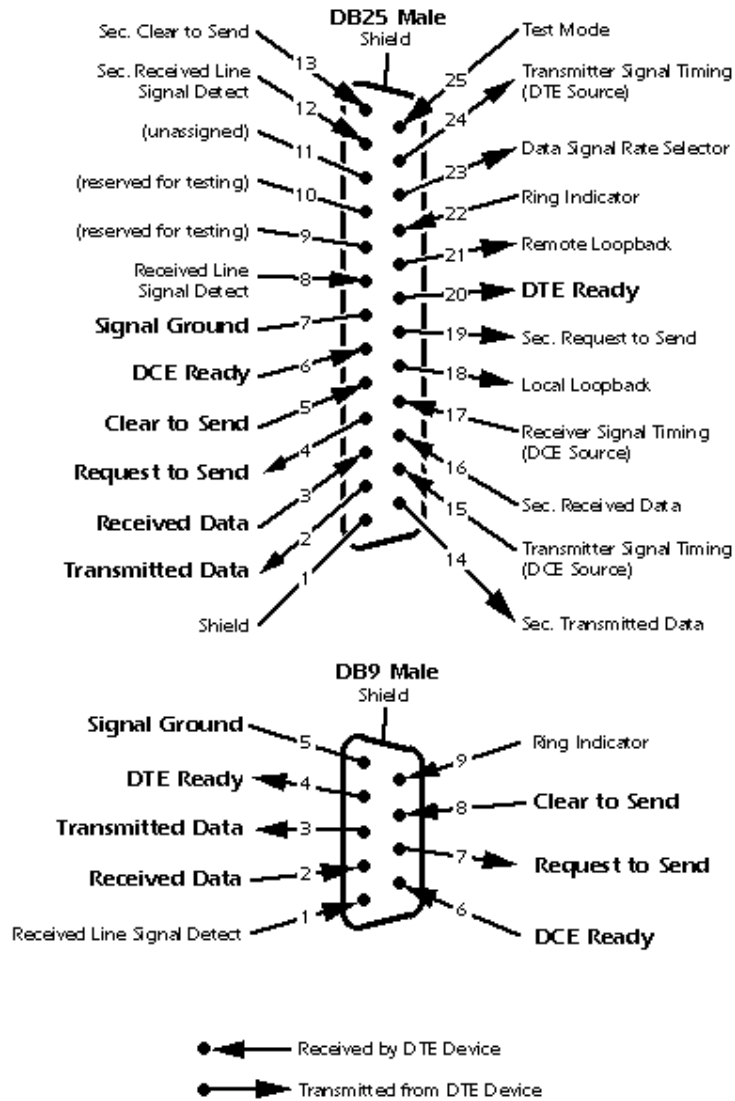 DB25 Male
Shield
Sec. Clear to Send
13
Sec. Received Line
Signal Detect
12
(unassigned)
11
(reserved for testing)
10
(reserved for testing)
9
Received Line
Signal Detect
8
Signal Ground
7
DCE Ready
6
Clear to Send
5
Request to Send
4
Received Data
3
Transmitted Data
2
Shield
1
Test Mode
25
Transmitter Signal Timing
(DTE Source)
24
Data Signal Rate Selector
23
Ring Indicator
22
Remote Loopback
21
DTE Ready
20
Sec. Request to Send
19
Local Loopback
18
Receiver Signal Timing
(DCE Source)
17
Sec. Received Data
16
Transmitter Signal Timing
(DCE Source)
15
Sec. Transmitted Data
14
DB9 Male
Shield
Signal Ground
5
DTE Ready
4
Transmitted Data
3
Received Data
2
Received Line Signal Detect
1
Ring Indicator
9
Clear to Send
8
Request to Send
7
DCE Ready
6
Received by DTE Device
Transmitted from DTE Device